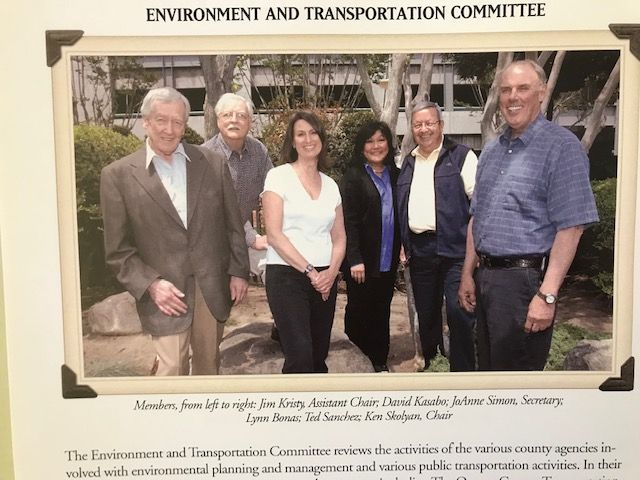 ENVIRONMENT AND TRANSPORTATION COMMITTEE
Members, from left to right: Jim Kristy, Assistant Chair; David Kasabo; JoAnne Simon, Secretary;
Lynn Bonas; Ted Sanchez; Ken Skolyan, Chair
The Environment and Transportation Committee reviews the activities of the various county agencies in-
volved with environmental planning and management and various public transportation activities. In their